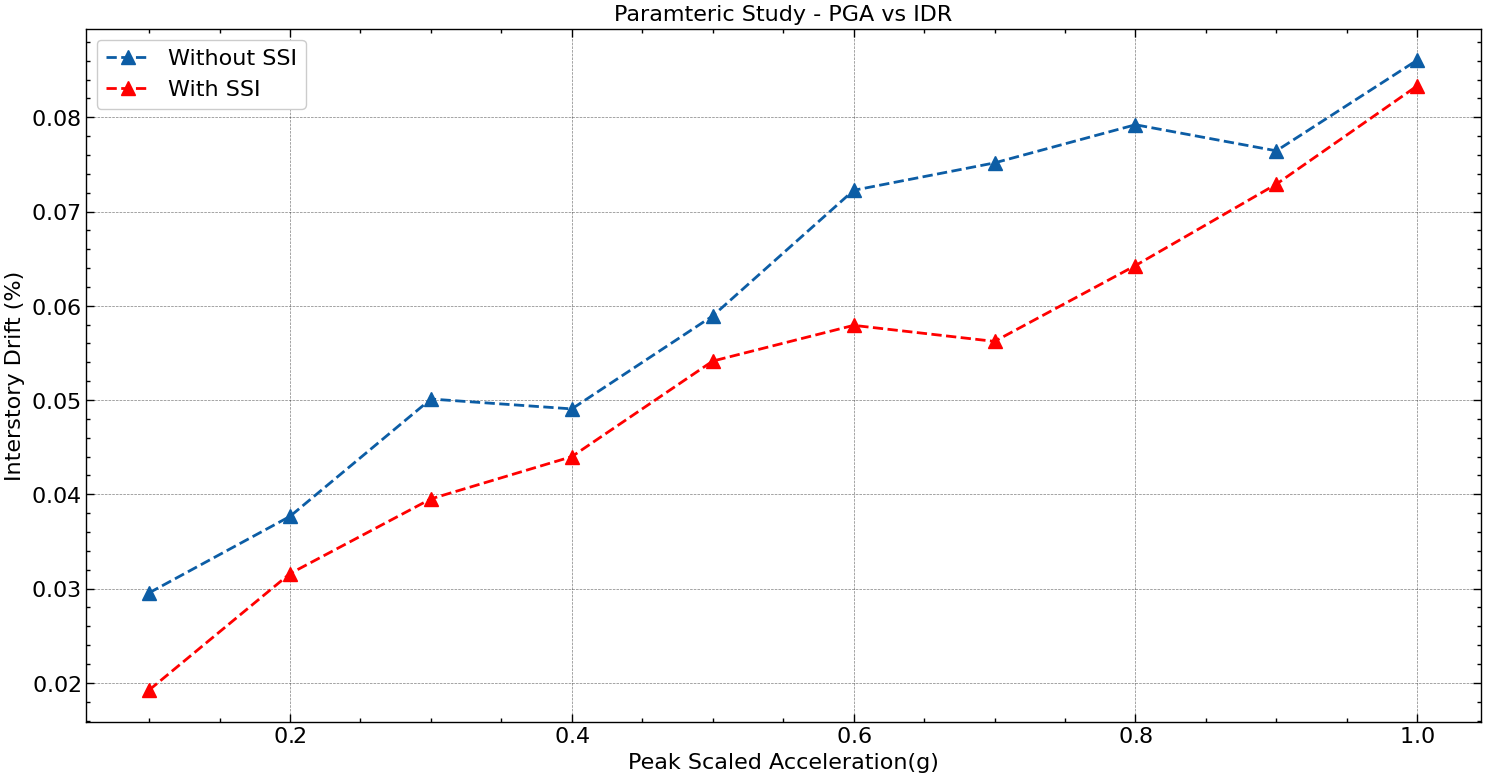 Paramteric Study - PGA vs IDR
Without SSI
With SSI
0.08
0.07
0.06
0.05
0.04
0.03
0.02
Interstory Drift (%)
0.2 0.4 0.6 0.8 1.0
Peak Scaled Acceleration(g)